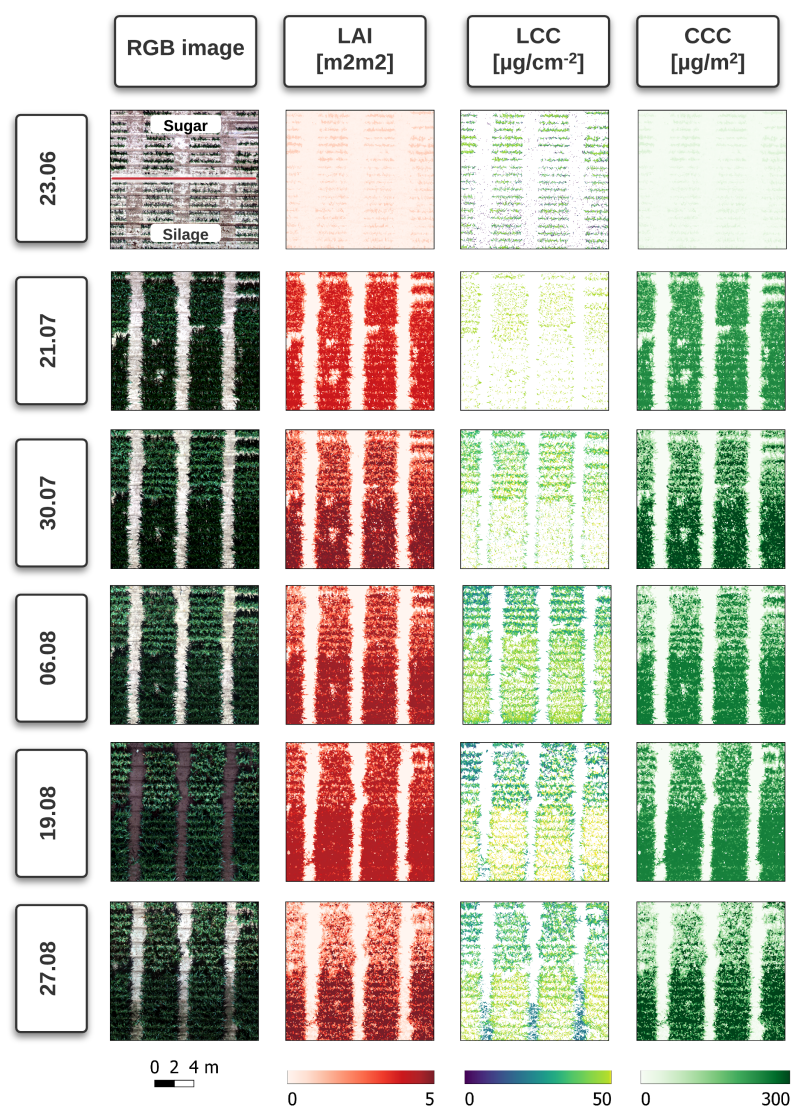 RGB image
LAI
[m2m2]
LCC
[µg/cm-2]
CCC
[µg/m2]
23.06
Sugar
Silage
21.07
30.07
06.08
19.08
27.08
0 2 4 m
0 5
0 50
0 300